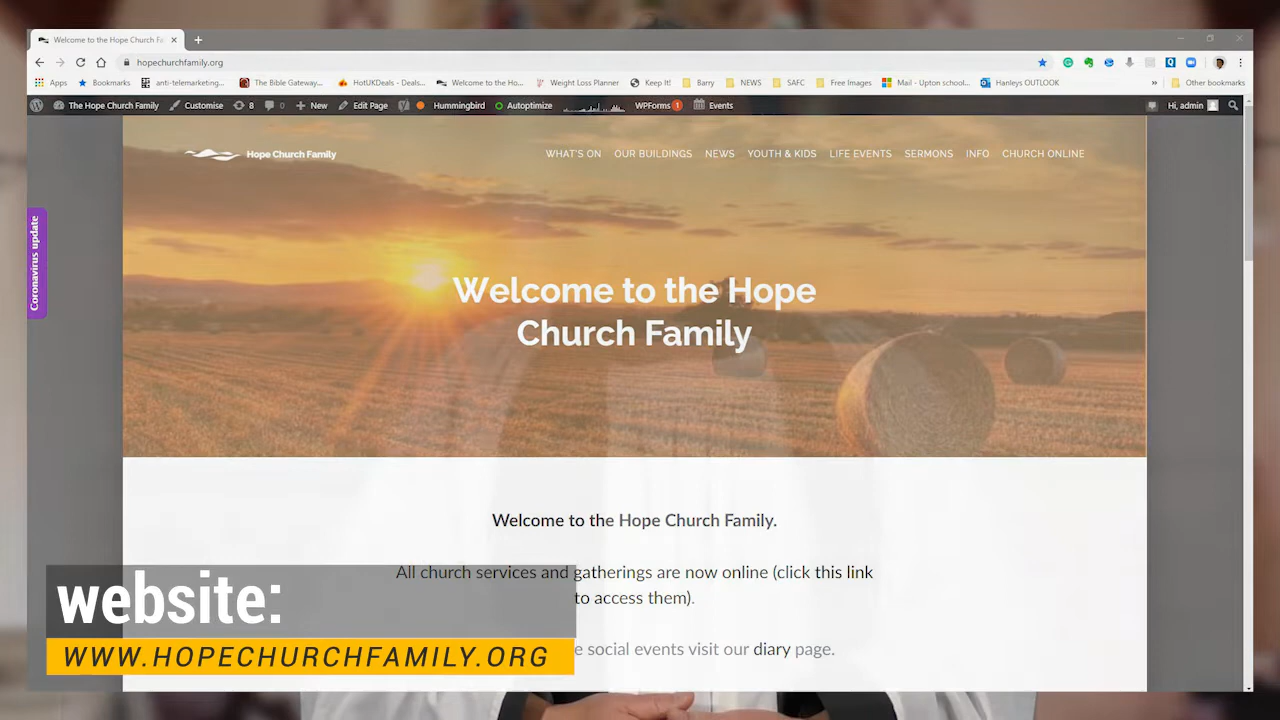 Welcome to the Hope Church Fa
hopechurchfamily.org
Apps Bookmarks anti-telemarketing... The Bible Gateway... HotUKDeals - Deals... Welcome to the Ho... Weight Loss Planner Keep It! Barry NEWS SAFC Free Images Mail - Upton school... Hanleys OUTLOOK » Other bookmarks
The Hope Church Family Customise 8 0 New Edit Page Hummingbird Autoptimize WPForms 1 Events Hi, admin
Hope Church Family WHAT'S ON OUR BUILDINGS NEWS YOUTH & KIDS LIFE EVENTS SERMONS INFO CHURCH ONLINE
Coronavirus update
Welcome to the Hope
Church Family
Welcome to the Hope Church Family.
All church services and gatherings are now online (click this link
to access them).
e social events visit our diary page.
website:
WWW.HOPECHURCHFAMILY.ORG